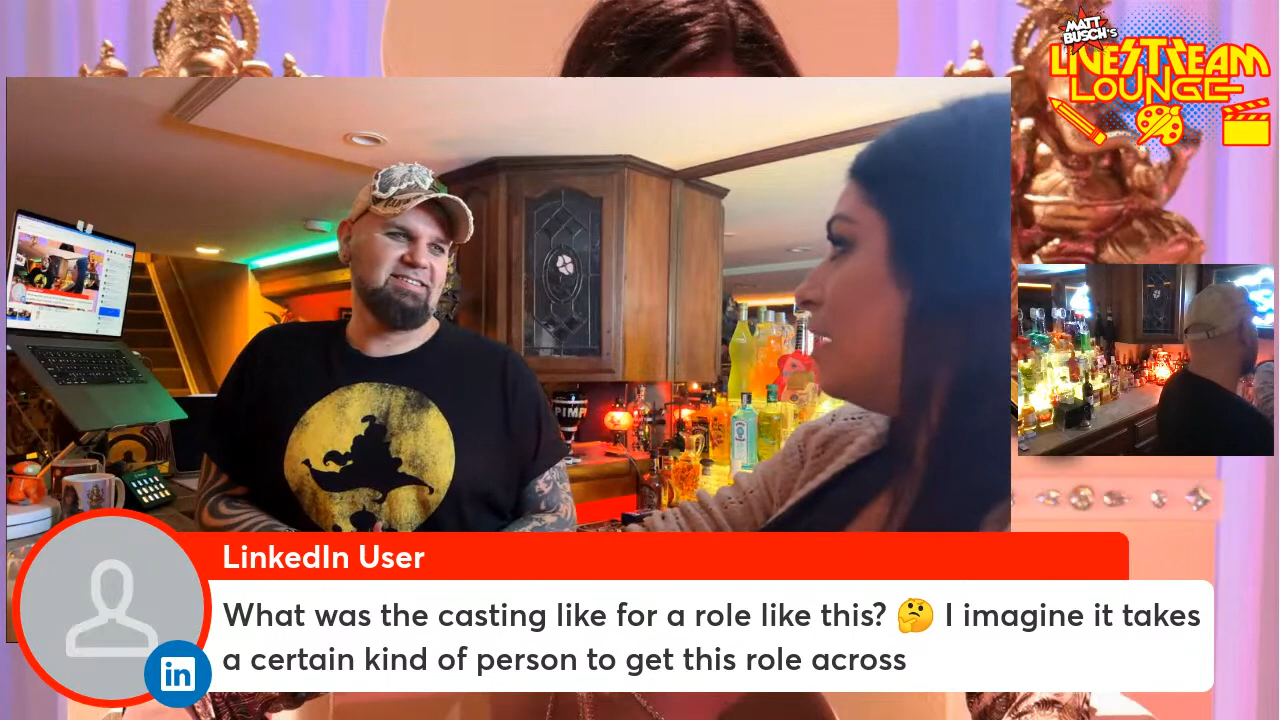 MATT
BUSCH's
LIVESTREAM
LOUNGE
PIMP
LinkedIn User
What was the casting like for a role like this? 🤔 I imagine it takes
a certain kind of person to get this role across
in